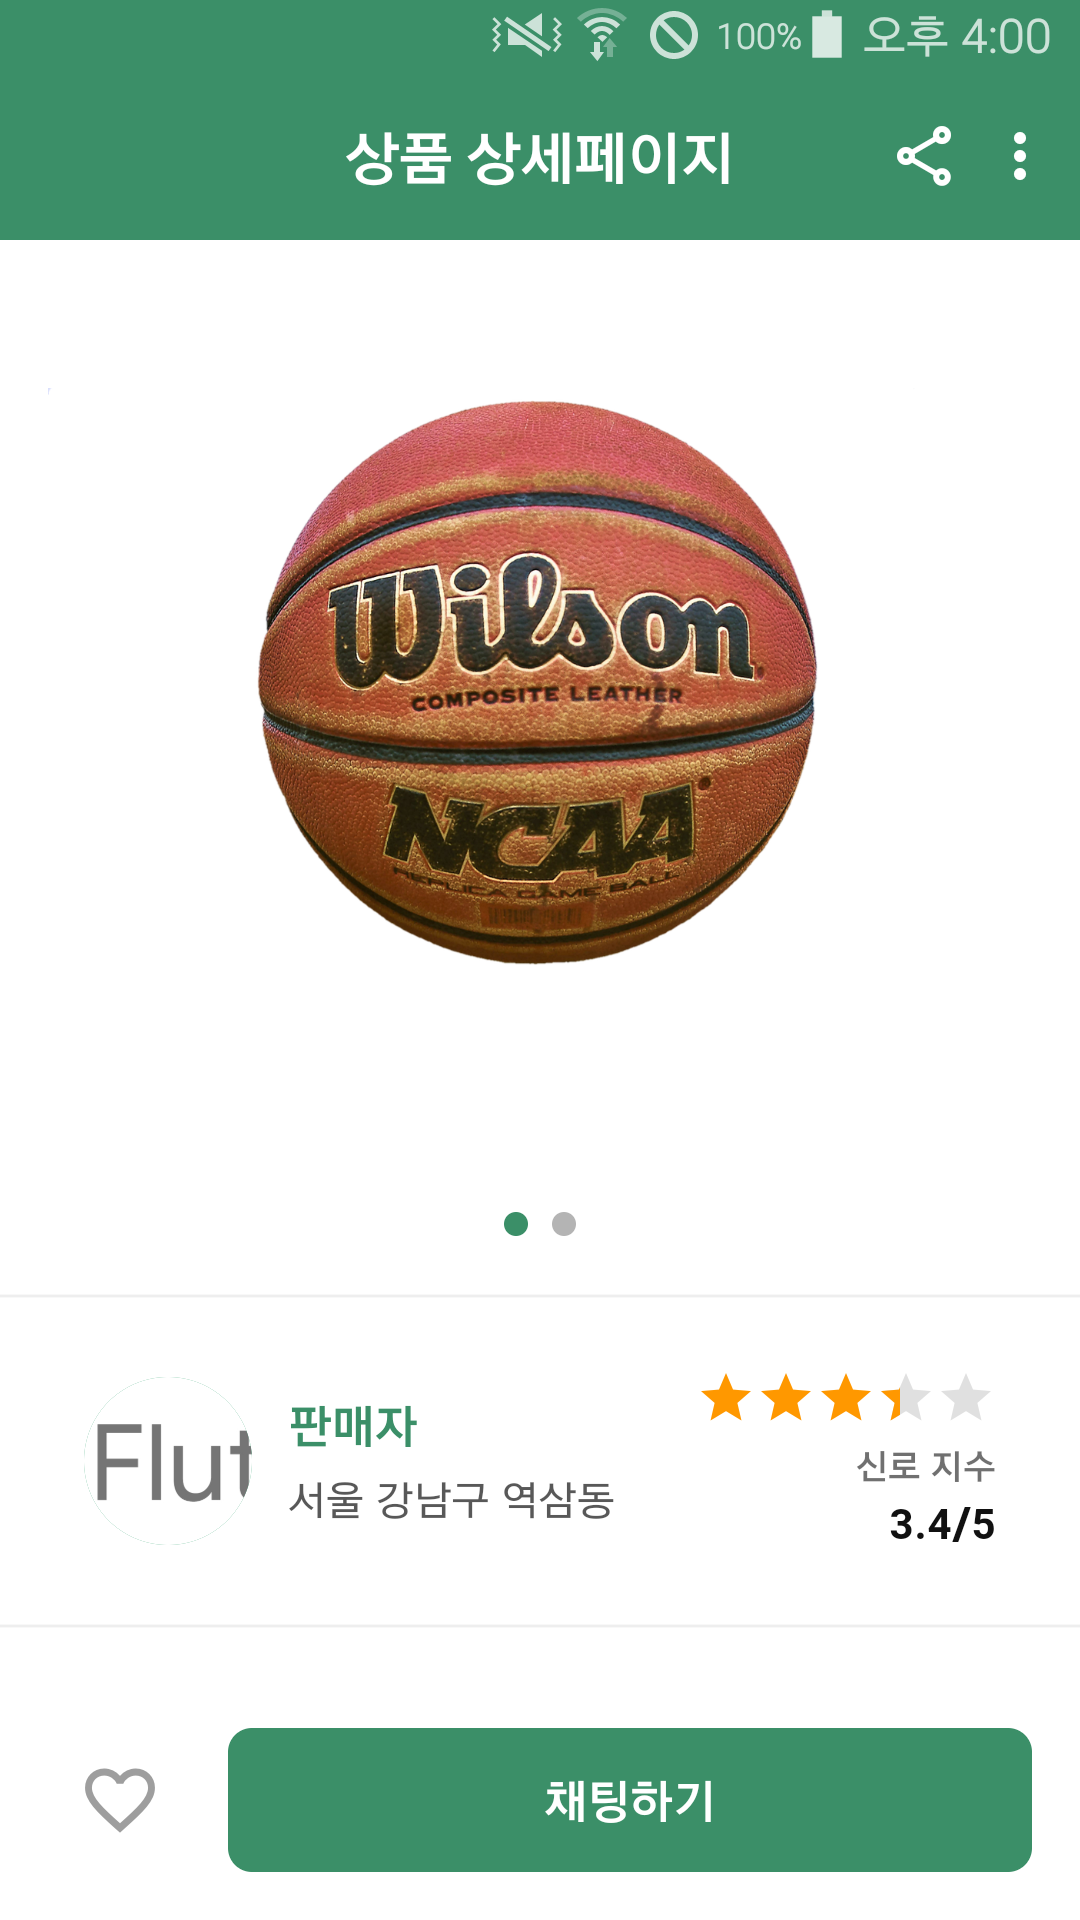 100% 오후 4:00
상품 상세페이지
Wilson
COMPOSITE LEATHER
NCAA
REPLICA GAME BALL
Flut
판매자
서울 강남구 역삼동
신로 지수
3.4/5
채팅하기